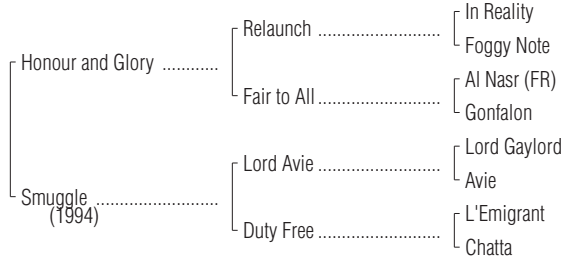 In Reality
Relaunch ........................................
Foggy Note
Honour and Glory ..................
Al Nasr (FR)
Fair to All ........................................
Gonfalon
Lord Gaylord
Lord Avie ........................................
Avie
Smuggle ........................................
(1994)
L'Emigrant
Duty Free ........................................
Chatta